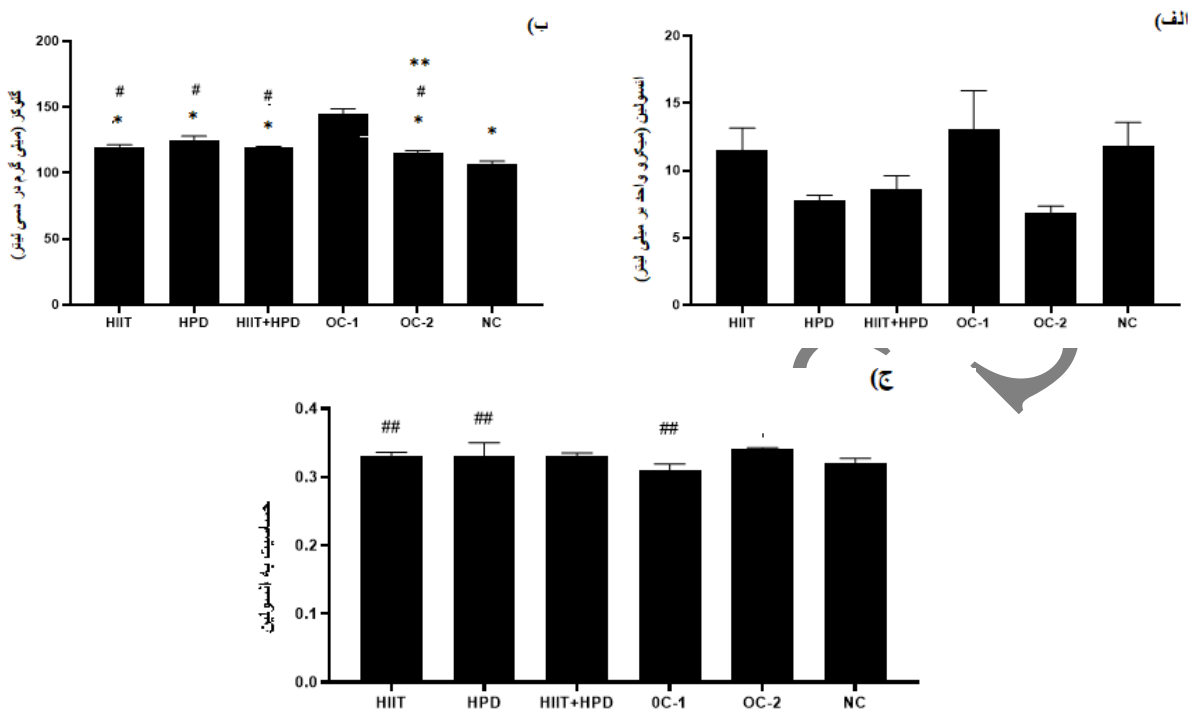 الف)
20
15
10
5
0
انسولین (میکرو واحد بر میلی لیتر)
HIIT HPD HIIT+HPD OC-1 OC-2 NC
ب)
200
150
100
50
0
گلوکز (میلی گرم در دسی لیتر)
# # # ** #
* * * * *
HIIT HPD HIIT+HPD OC-1 OC-2 NC
ج)
0.4
0.3
0.2
0.1
0.0
حساسیت به انسولین
## ## ##
HIIT HPD HIIT+HPD 0C-1 OC-2 NC